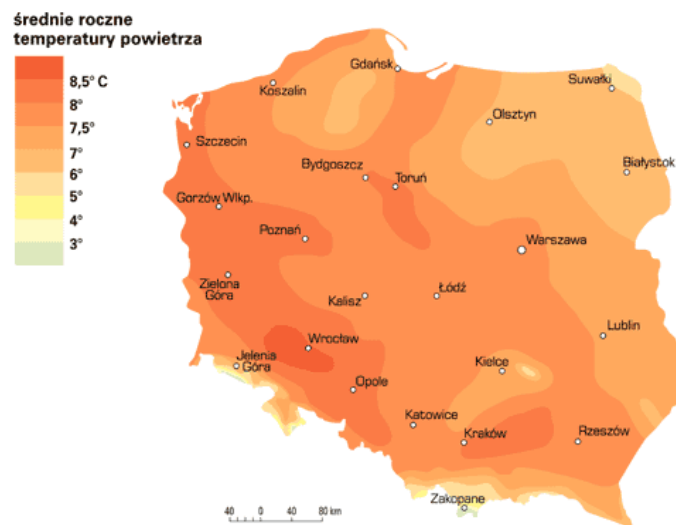 średnie roczne
temperatury powietrza
8,5° C
8°
7,5°
7°
6°
5°
4°
3°
Gdańsk
Koszalin
Suwałki
Olsztyn
Szczecin
Bydgoszcz
Toruń
Białystok
Gorzów Wlkp.
Poznań
Warszawa
Zielona
Góra
Kalisz
Łódź
Wrocław
Lublin
Jelenia
Góra
Kielce
Opole
Katowice
Kraków
Rzeszów
Zakopane
40 0 40 80 km